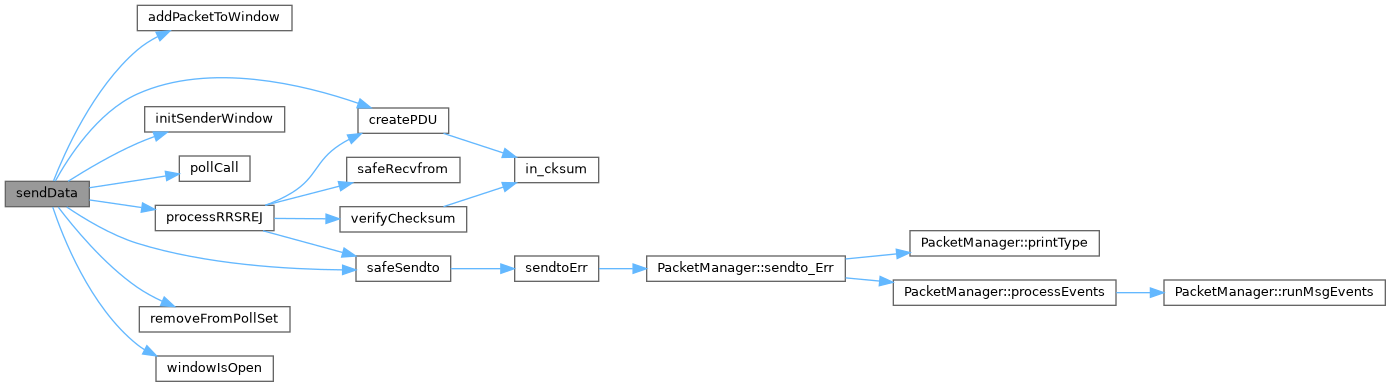 sendData
addPacketToWindow
createPDU
initSenderWindow
pollCall
processRRSREJ
safeSendto
removeFromPollSet
windowIsOpen
in_cksum
safeRecvfrom
verifyChecksum
sendtoErr
PacketManager::sendto_Err
PacketManager::printType
PacketManager::processEvents
PacketManager::runMsgEvents